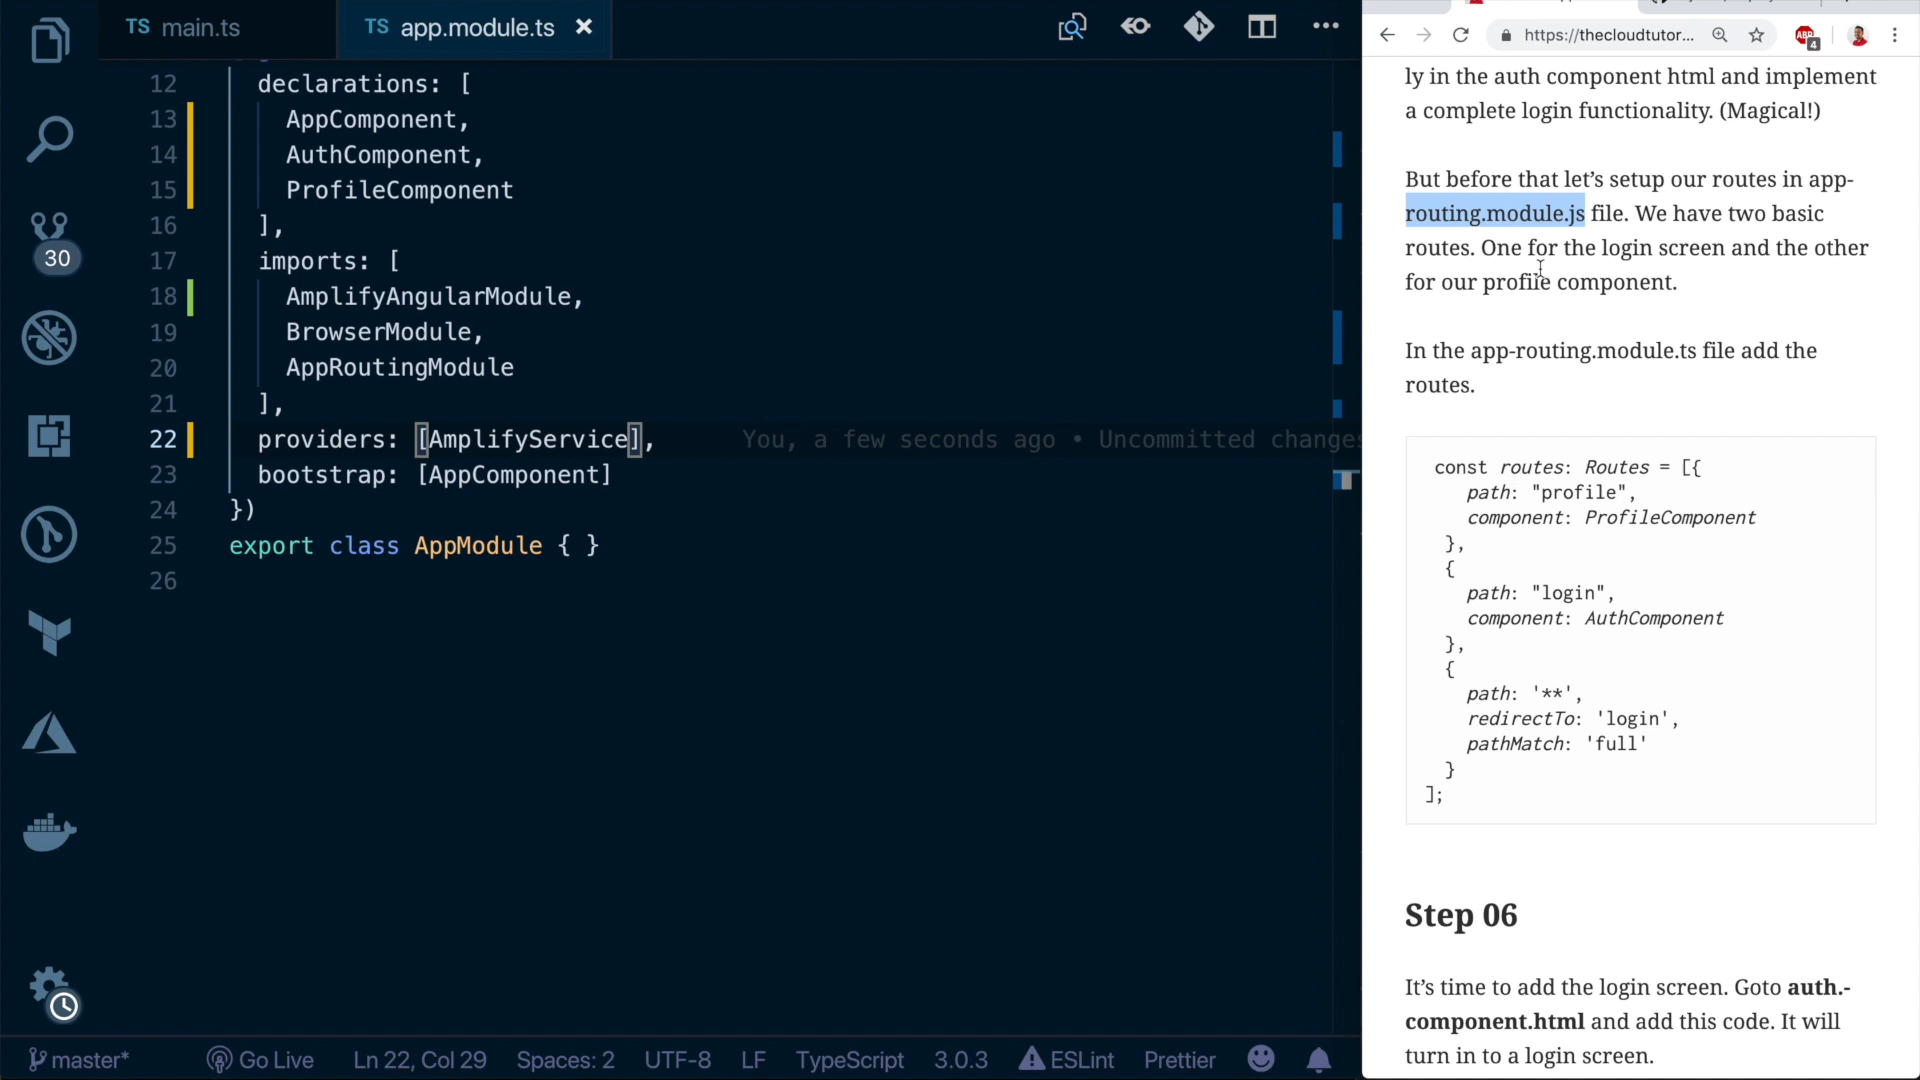 TS main.ts
TS app.module.ts
12 declarations: [
13 AppComponent,
14 AuthComponent,
15 ProfileComponent
16 ],
17 imports: [
18 AmplifyAngularModule,
19 BrowserModule,
20 AppRoutingModule
21 ],
22 providers: [AmplifyService], You, a few seconds ago • Uncommitted changes
23 bootstrap: [AppComponent]
24 })
25 export class AppModule { }
26
30
master*
Go Live
Ln 22, Col 29
Spaces: 2
UTF-8
LF
TypeScript
3.0.3
ESLint
Prettier
https://thecloudtutor...
ABP
4
ly in the auth component html and implement
a complete login functionality. (Magical!)
But before that let’s setup our routes in app-
routing.module.js file. We have two basic
routes. One for the login screen and the other
for our profile component.
In the app-routing.module.ts file add the
routes.
const routes: Routes = [{
path: "profile",
component: ProfileComponent
},
{
path: "login",
component: AuthComponent
},
{
path: '**',
redirectTo: 'login',
pathMatch: 'full'
}
];
Step 06
It’s time to add the login screen. Goto auth.-
component.html and add this code. It will
turn in to a login screen.